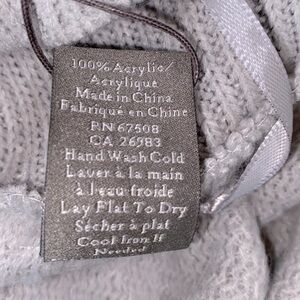 100% Acrylic/
Acrylique
Made in China
Fabriqué en Chine
RN 67508
CA 26983
Hand Wash Cold
Laver à la main
à l'eau froide
Lay Flat To Dry
Sécher à plat
Cool Iron If
Needed